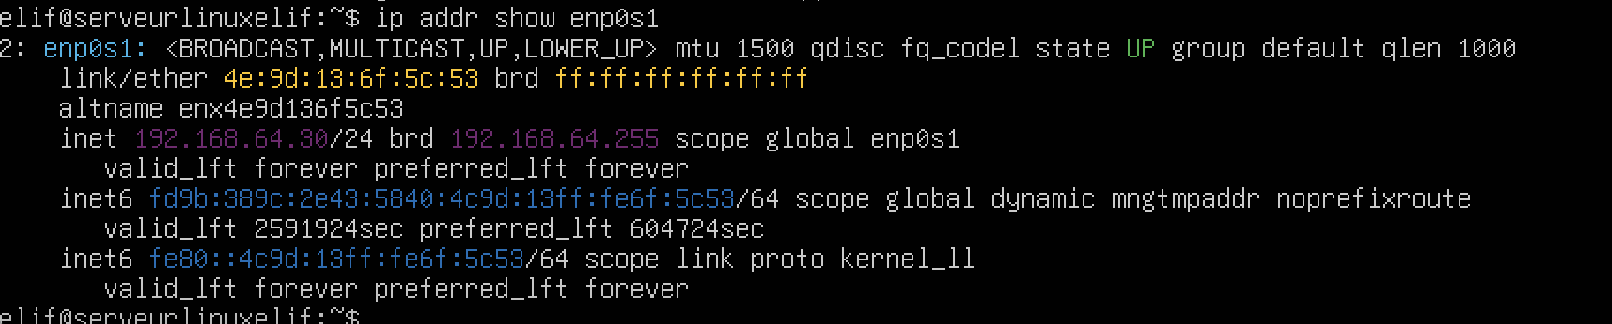 elif@serveurlinuxelif:~$ ip addr show enp0s1
2: enp0s1: <BROADCAST,MULTICAST,UP,LOWER_UP> mtu 1500 qdisc fq_codel state UP group default qlen 1000
link/ether 4e:9d:13:6f:5c:53 brd ff:ff:ff:ff:ff:ff
altname enx4e9d136f5c53
inet 192.168.64.30/24 brd 192.168.64.255 scope global enp0s1
valid_lft forever preferred_lft forever
inet6 fd9b:389c:2e43:5840:4c9d:13ff:fe6f:5c53/64 scope global dynamic mngtmpaddr noprefixroute
valid_lft 2591924sec preferred_lft 604724sec
inet6 fe80::4c9d:13ff:fe6f:5c53/64 scope link proto kernel_ll
valid_lft forever preferred_lft forever
elif@serveurlinuxelif:~$